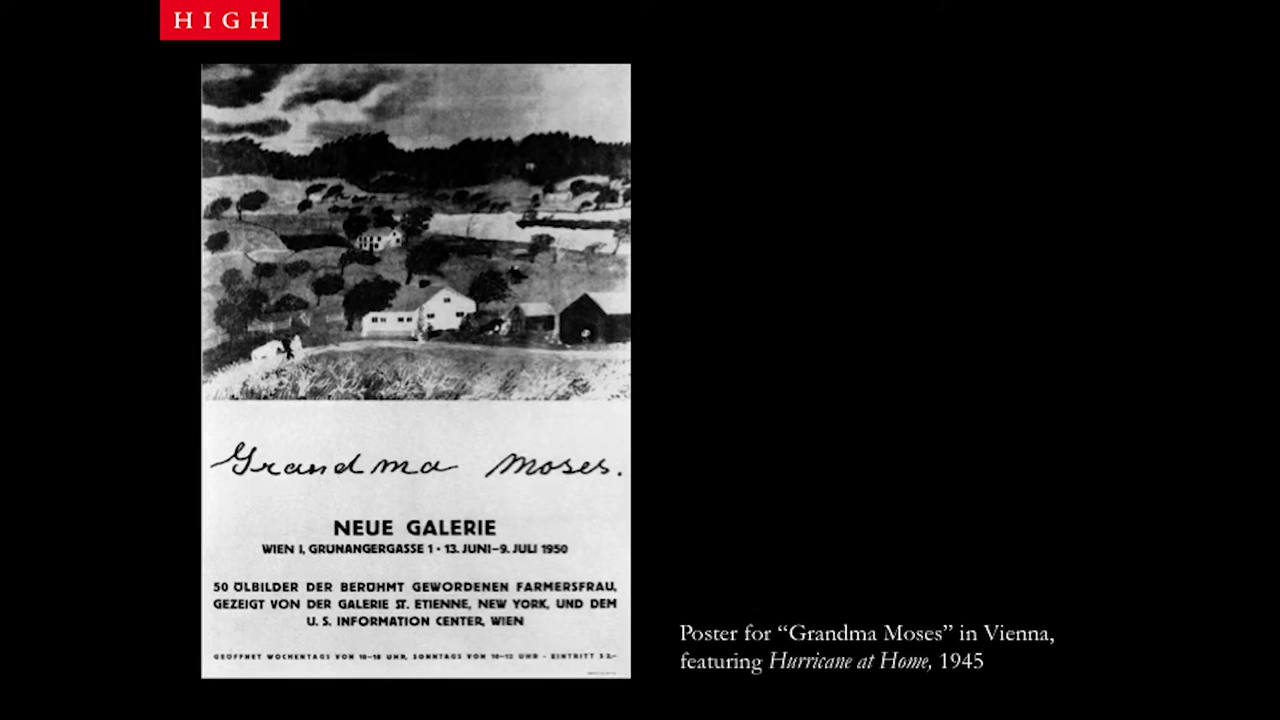 HIGH
Grandma Moses.
NEUE GALERIE
WIEN I, GRÜNANGERGASSE 1 · 13. JUNI–9. JULI 1950
50 ÖLBILDER DER BERÜHMT GEWORDENEN FARMERSFRAU,
GEZEIGT VON DER GALERIE ST. ETIENNE, NEW YORK, UND DEM
U. S. INFORMATION CENTER, WIEN
GEÖFFNET WOCHENTAGS VON 10–18 UHR, SONNTAGS VON 10–12 UHR – EINTRITT S
Poster for “Grandma Moses” in Vienna,
featuring Hurricane at Home, 1945